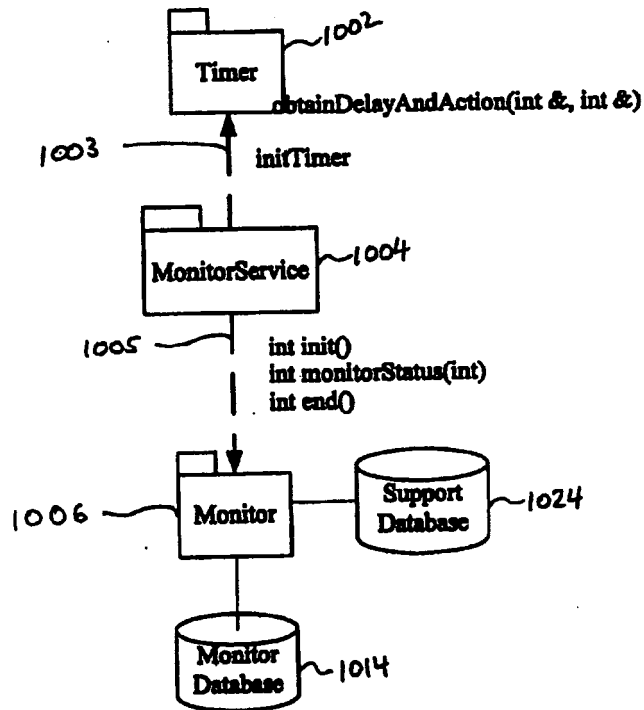 1002
Timer
obtainDelayAndAction(int &, int &)
1003
initTimer
MonitorService
1004
1005
int init()
int monitorStatus(int)
int end()
1006
Monitor
Support
Database
1024
Monitor
Database
1014